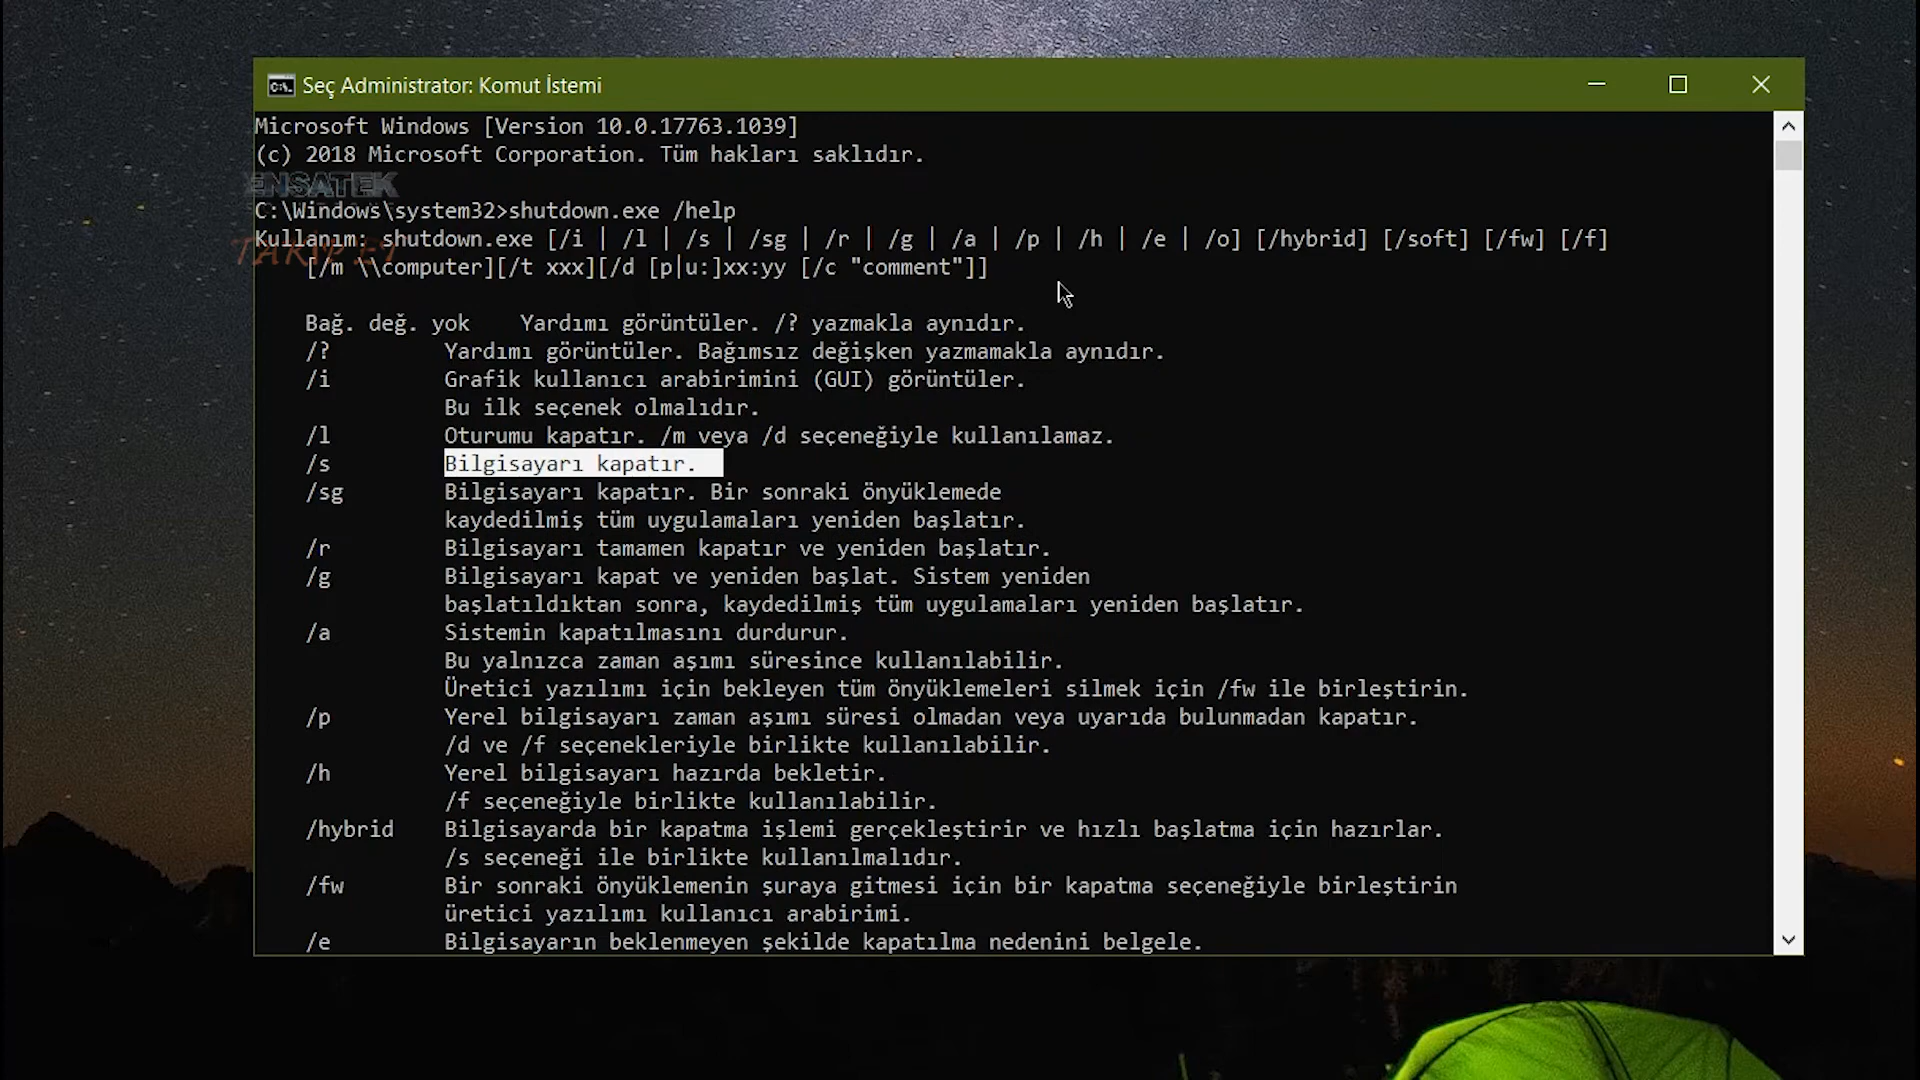 Seç Administrator: Komut İstemi
Microsoft Windows [Version 10.0.17763.1039]
(c) 2018 Microsoft Corporation. Tüm hakları saklıdır.
ENSATEK
C:\Windows\system32>shutdown.exe /help
TAKİP ET
Kullanım: shutdown.exe [/i | /l | /s | /sg | /r | /g | /a | /p | /h | /e | /o] [/hybrid] [/soft] [/fw] [/f]
[/m \\computer][/t xxx][/d [p|u:]xx:yy [/c "comment"]]
Bağ. değ. yok Yardımı görüntüler. /? yazmakla aynıdır.
/? Yardımı görüntüler. Bağımsız değişken yazmamakla aynıdır.
/i Grafik kullanıcı arabirimini (GUI) görüntüler.
Bu ilk seçenek olmalıdır.
/l Oturumu kapatır. /m veya /d seçeneğiyle kullanılamaz.
/s Bilgisayarı kapatır.
/sg Bilgisayarı kapatır. Bir sonraki önyüklemede
kaydedilmiş tüm uygulamaları yeniden başlatır.
/r Bilgisayarı tamamen kapatır ve yeniden başlatır.
/g Bilgisayarı kapat ve yeniden başlat. Sistem yeniden
başlatıldıktan sonra, kaydedilmiş tüm uygulamaları yeniden başlatır.
/a Sistemin kapatılmasını durdurur.
Bu yalnızca zaman aşımı süresince kullanılabilir.
Üretici yazılımı için bekleyen tüm önyüklemeleri silmek için /fw ile birleştirin.
/p Yerel bilgisayarı zaman aşımı süresi olmadan veya uyarıda bulunmadan kapatır.
/d ve /f seçenekleriyle birlikte kullanılabilir.
/h Yerel bilgisayarı hazırda bekletir.
/f seçeneğiyle birlikte kullanılabilir.
/hybrid Bilgisayarda bir kapatma işlemi gerçekleştirir ve hızlı başlatma için hazırlar.
/s seçeneği ile birlikte kullanılmalıdır.
/fw Bir sonraki önyüklemenin şuraya gitmesi için bir kapatma seçeneğiyle birleştirin
üretici yazılımı kullanıcı arabirimi.
/e Bilgisayarın beklenmeyen şekilde kapatılma nedenini belgele.